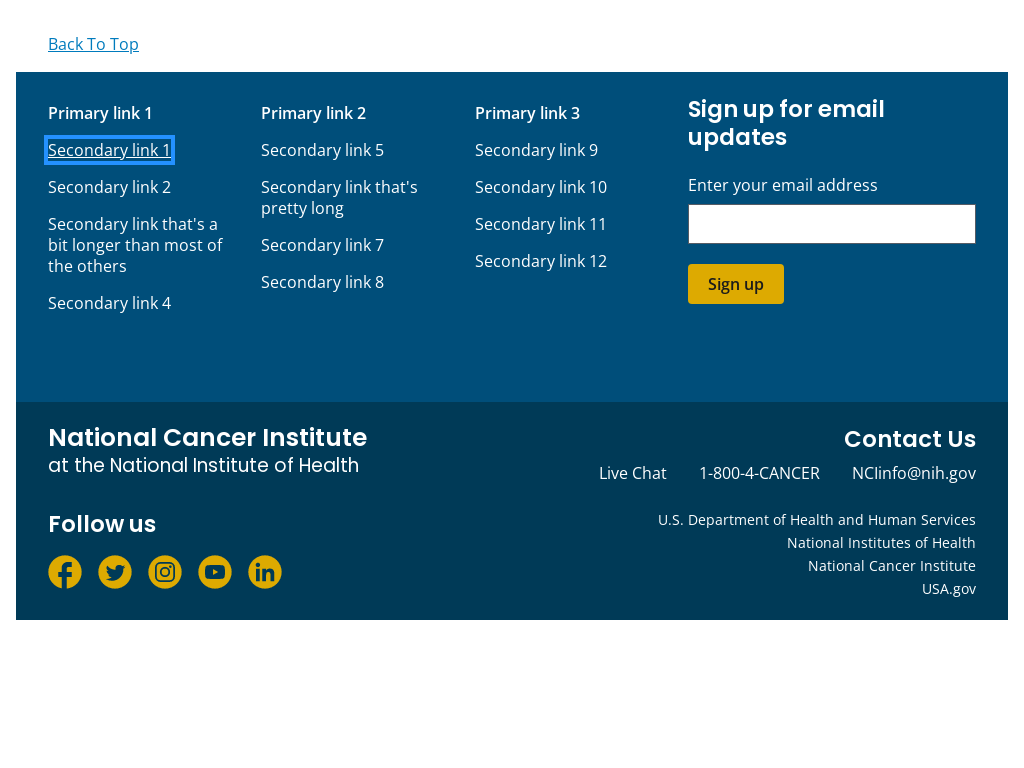 Back To Top
Primary link 1
Secondary link 1
Secondary link 2
Secondary link that's a
bit longer than most of
the others
Secondary link 4
Primary link 2
Secondary link 5
Secondary link that's
pretty long
Secondary link 7
Secondary link 8
Primary link 3
Secondary link 9
Secondary link 10
Secondary link 11
Secondary link 12
Sign up for email
updates
Enter your email address
Sign up
National Cancer Institute
at the National Institute of Health
Follow us
Contact Us
Live Chat 1-800-4-CANCER NCIinfo@nih.gov
U.S. Department of Health and Human Services
National Institutes of Health
National Cancer Institute
USA.gov